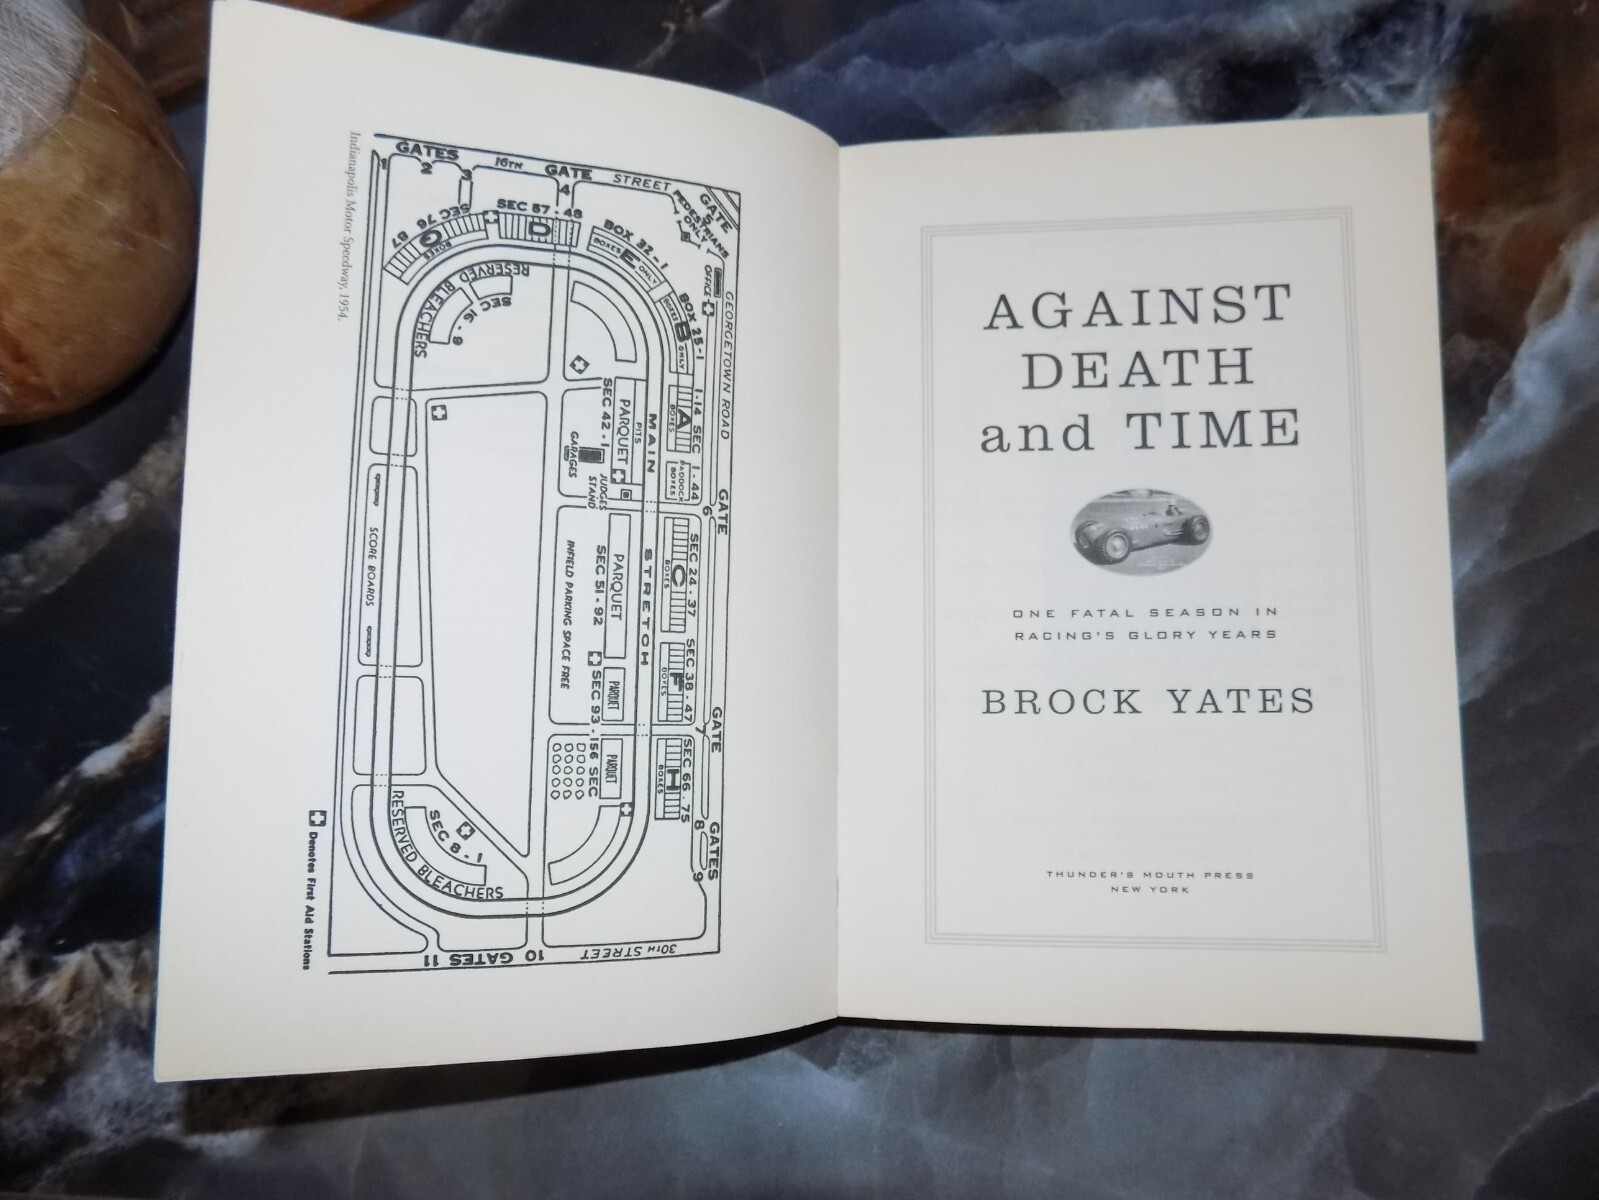 Indianapolis Motor Speedway, 1954.
GATES
1
2
3
16TH
GATE
4
STREET
GATE
5
PEDESTRIANS
ONLY
OFFICE
GEORGETOWN ROAD
SEC 76
87
G
BOXES
SEC 57-48
D
BOX 32-1
BOXES E ONLY
BOX 25-1
BOXES B ONLY
RESERVED BLEACHERS
SEC 16-9
1-14 SEC
A
BOXES
1-44
PADDOCK
BOXES
GATE
6
SEC 24-37
C
BOXES
SEC 38-47
F
BOXES
GATE
7
SEC 66-75
H
BOXES
GATES
8
9
MAIN STRETCH
PITS
PARQUET
SEC 42-1
GARAGES
JUDGES
STAND
PARQUET
SEC 51-92
INFIELD PARKING SPACE FREE
PARQUET
SEC 93-156 SEC
PARQUET
SCORE BOARDS
SEC 8-1
RESERVED BLEACHERS
11
GATES
10
30TH STREET
Denotes First Aid Stations
AGAINST
DEATH
and TIME
ONE FATAL SEASON IN
RACING'S GLORY YEARS
BROCK YATES
THUNDER'S MOUTH PRESS
NEW YORK